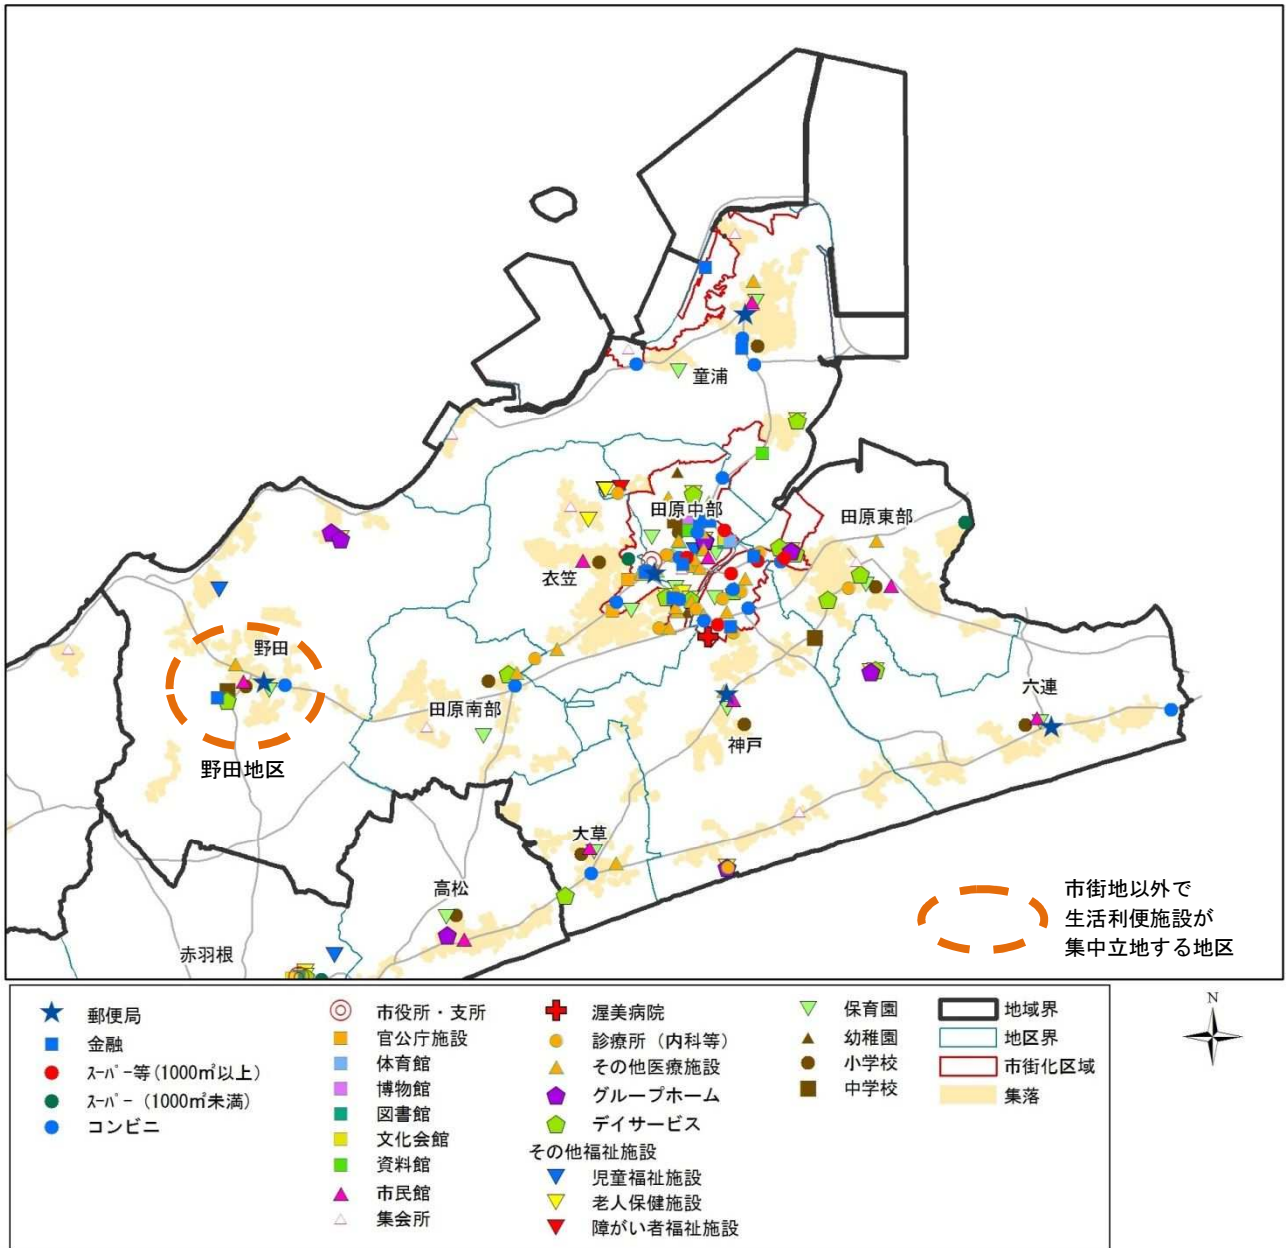 童浦
田原中部
田原東部
衣笠
野田
野田地区
田原南部
神戸
六連
大草
高松
赤羽根
市街地以外で
生活利便施設が
集中立地する地区
郵便局
金融
スーパー等(1000㎡以上)
スーパー(1000㎡未満)
コンビニ
市役所・支所
官公庁施設
体育館
博物館
図書館
文化会館
資料館
市民館
集会所
渥美病院
診療所(内科等)
その他医療施設
グループホーム
デイサービス
その他福祉施設
児童福祉施設
老人保健施設
障がい者福祉施設
保育園
幼稚園
小学校
中学校
地域界
地区界
市街化区域
集落
N